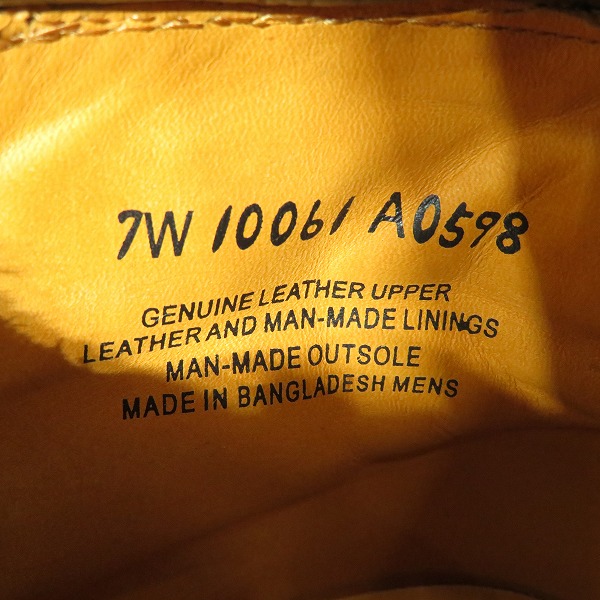 7W 10061 A0598
GENUINE LEATHER UPPER
LEATHER AND MAN-MADE LININGS
MAN-MADE OUTSOLE
MADE IN BANGLADESH MENS